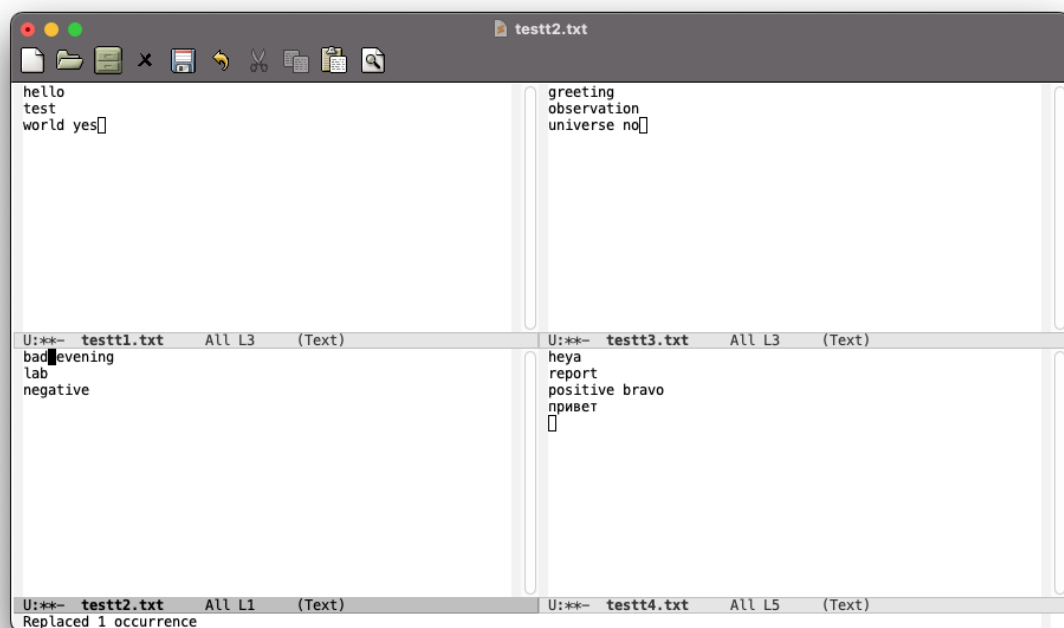 testt2.txt
hello
test
world yes
U:**-  testt1.txt     All L3     (Text)
greeting
observation
universe no
U:**-  testt3.txt     All L3     (Text)
bad evening
lab
negative
U:**-  testt2.txt     All L1     (Text)
heya
report
positive bravo
привет
U:**-  testt4.txt     All L5     (Text)
Replaced 1 occurrence